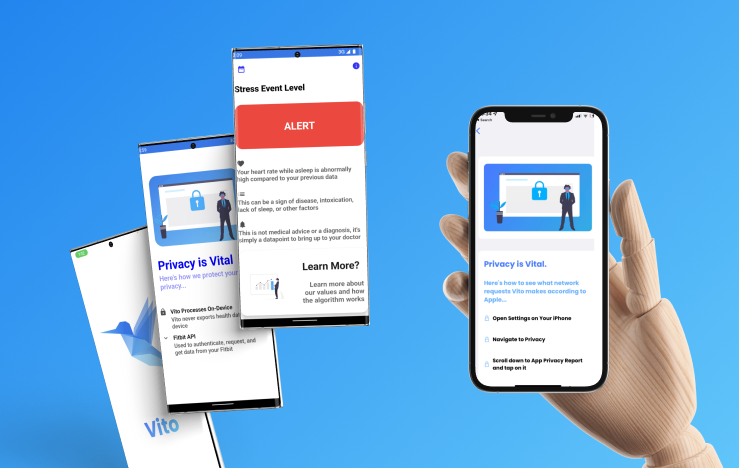 Vito
Privacy is Vital.
Here's how we protect your
privacy...
Vito Processes On-Device
Vito never exports health dat
device
Fitbit API
Used to authenticate, request, and
get data from your Fitbit
3G
Stress Event Level
ALERT
Your heart rate while asleep is abnormally
high compared to your previous data
This can be a sign of disease, intoxication,
lack of sleep, or other factors
This is not medical advice or a diagnosis, it's
simply a datapoint to bring up to your doctor
Learn More?
Learn more about
our values and how
the algorithm works
Search
Privacy is Vital.
Here's how to see what network
requests Vito makes according to
Apple...
Open Settings on Your iPhone
Navigate to Privacy
Scroll down to App Privacy Report
and tap on it